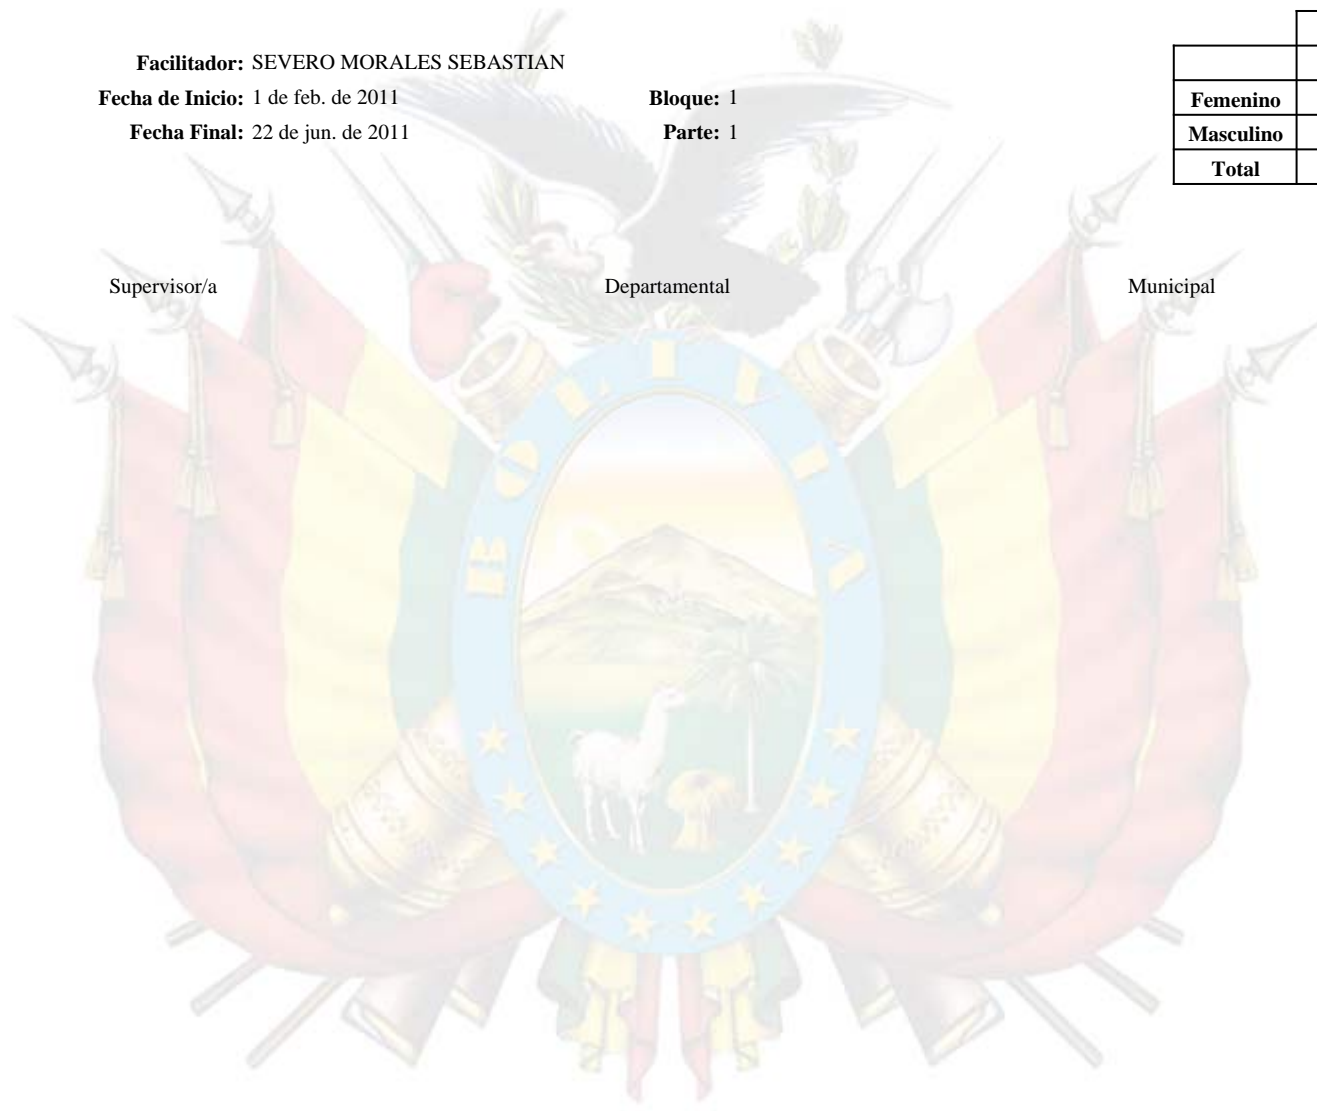 Facilitador: SEVERO MORALES SEBASTIAN
Fecha de Inicio: 1 de feb. de 2011 Bloque: 1
Fecha Final: 22 de jun. de 2011 Parte: 1
Femenino
Masculino
Total
Supervisor/a Departamental Municipal
BOLIVIA